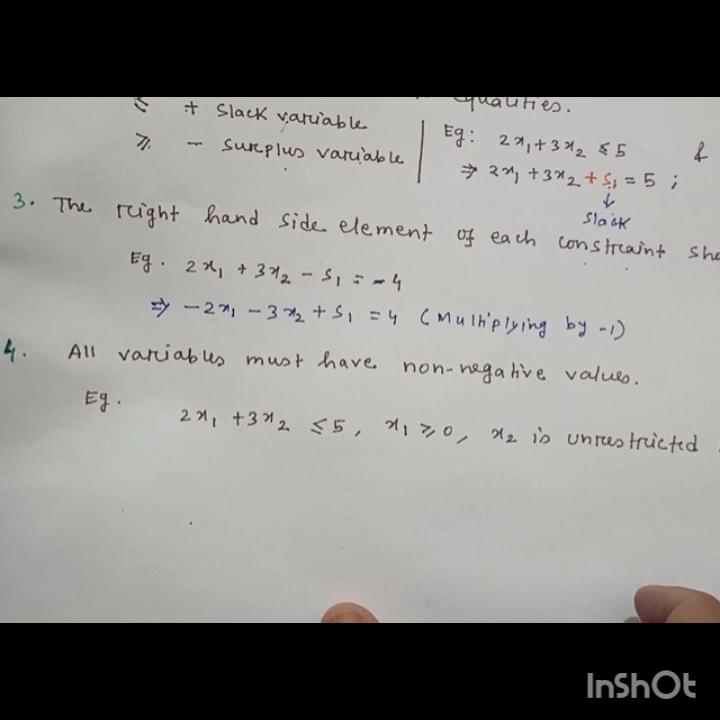 qualities.
≤ + Slack variable
≥ - surplus variable
Eg: 2x₁+3x₂ ≤ 5 &
⇒ 2x₁+3x₂+S₁ = 5 ;
↓
slack
3. The right hand side element of each constraint
Eg. 2x₁ + 3x₂ - S₁ = -4
⇒ -2x₁ - 3x₂ + S₁ = 4 (Multiplying by -1)
4. All variables must have non-negative values.
Eg. 2x₁ +3x₂ ≤5, x₁ ≥ 0, x₂ is unrestricted
InShOt